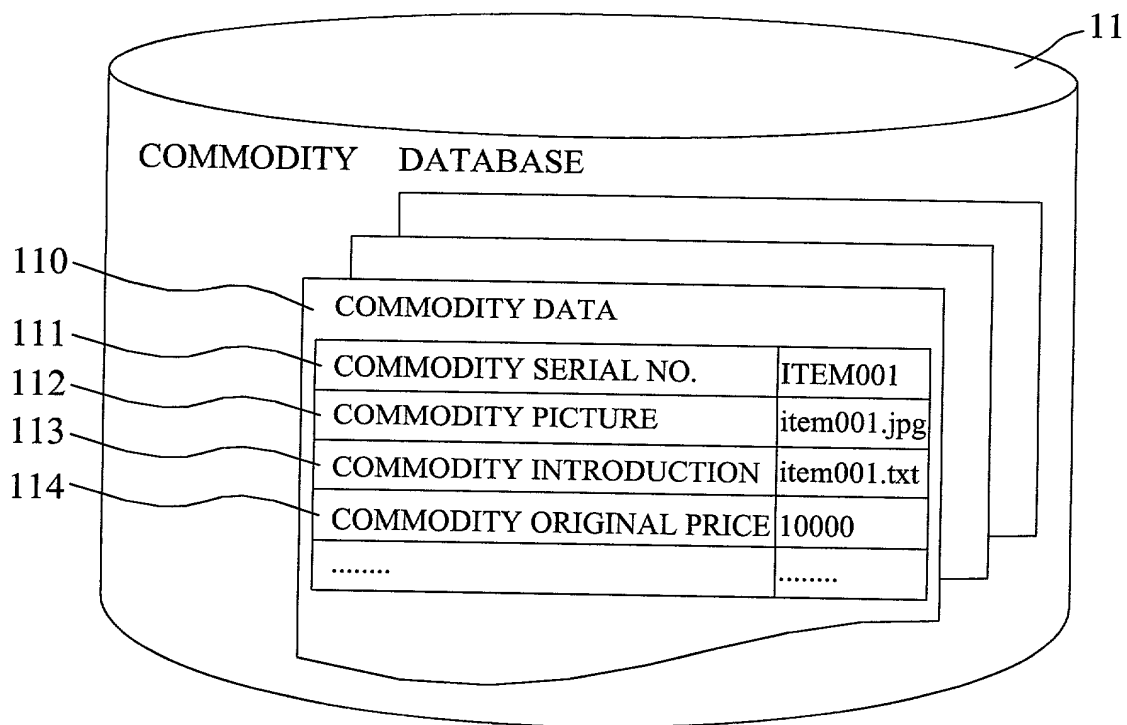 11
COMMODITY DATABASE
110
COMMODITY DATA
111
COMMODITY SERIAL NO. ITEM001
112
COMMODITY PICTURE item001.jpg
113
COMMODITY INTRODUCTION item001.txt
114
COMMODITY ORIGINAL PRICE 10000
........ ........